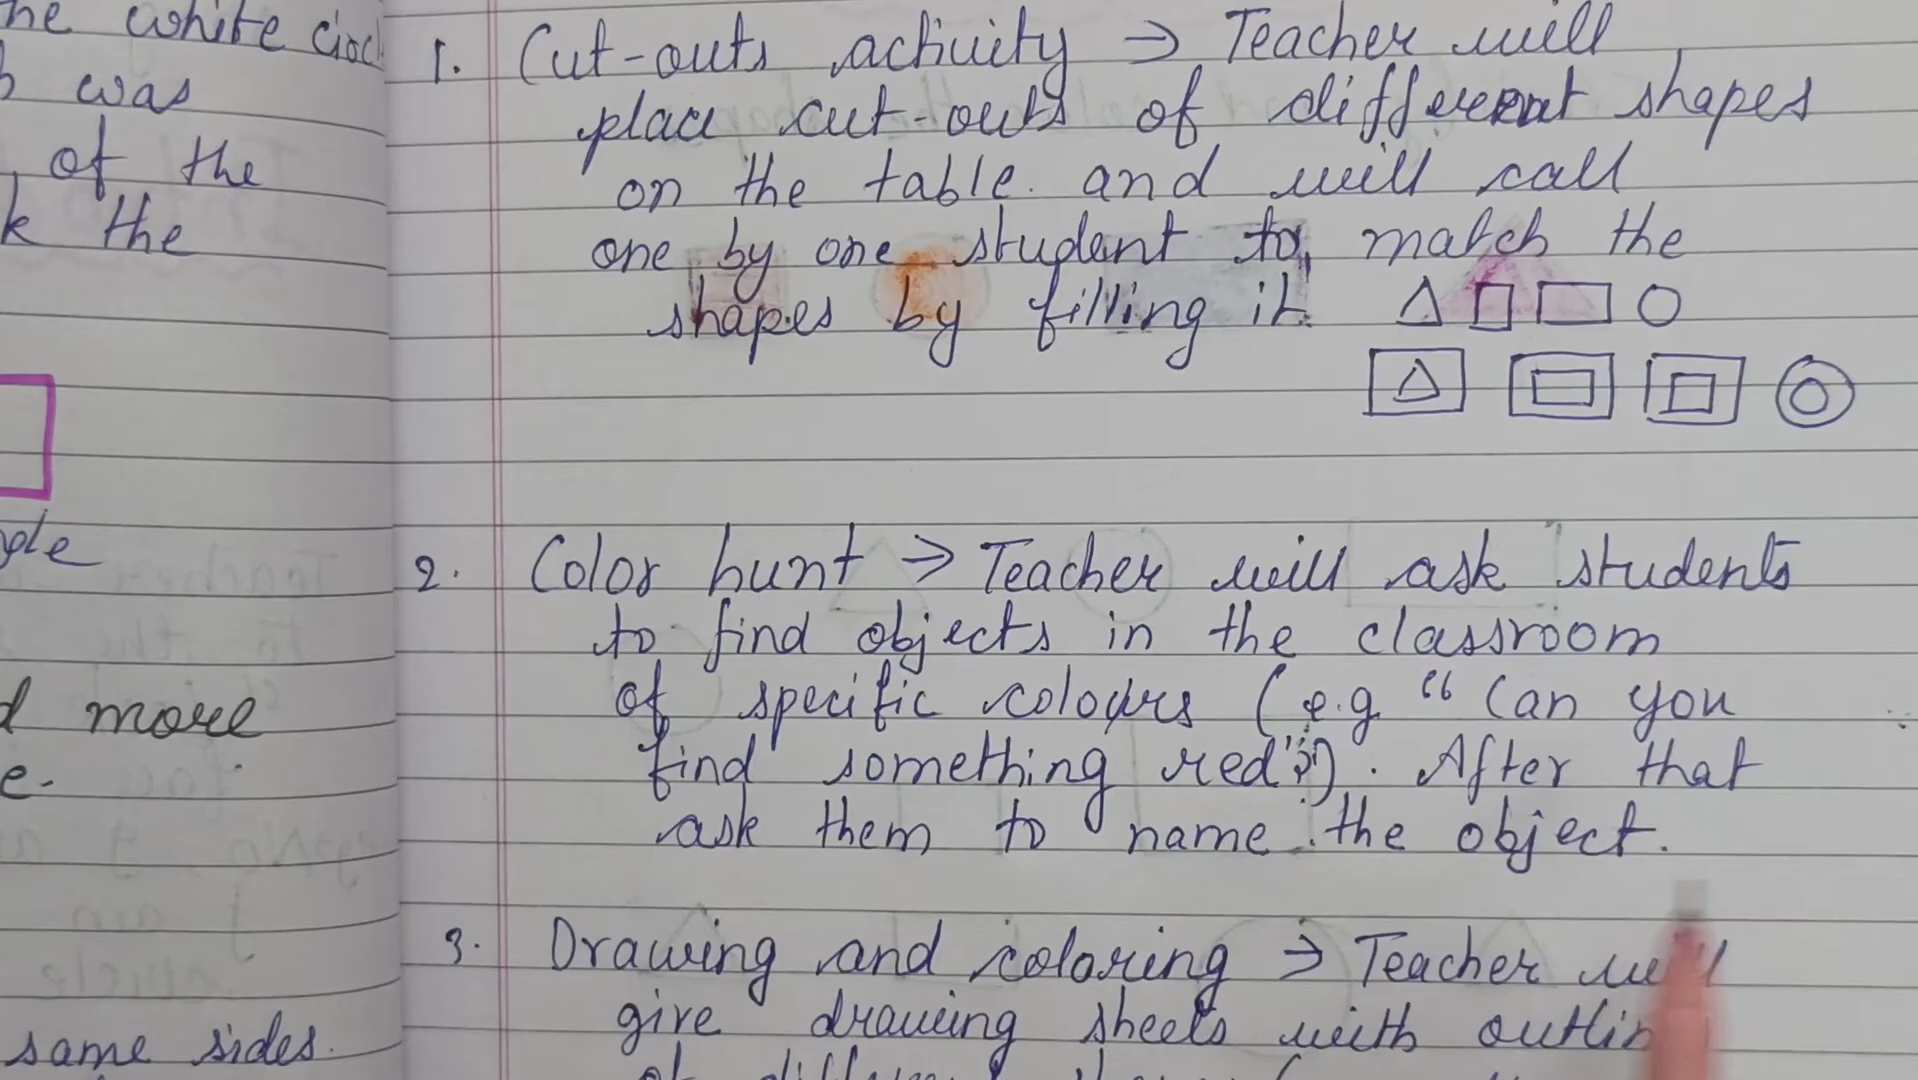 he white circ
was
of the
k the
more
e.
same sides.
1. Cut-outs activity → Teacher will
place cut-outs of different shapes
on the table. and will call
one by one student to match the
shapes by filling it.
2. Color hunt → Teacher will ask students
to find objects in the classroom
of specific colours (e.g "Can you
find something red"?). After that
ask them to name the object.
3. Drawing and coloring → Teacher will
give drawing sheets with outlin
of